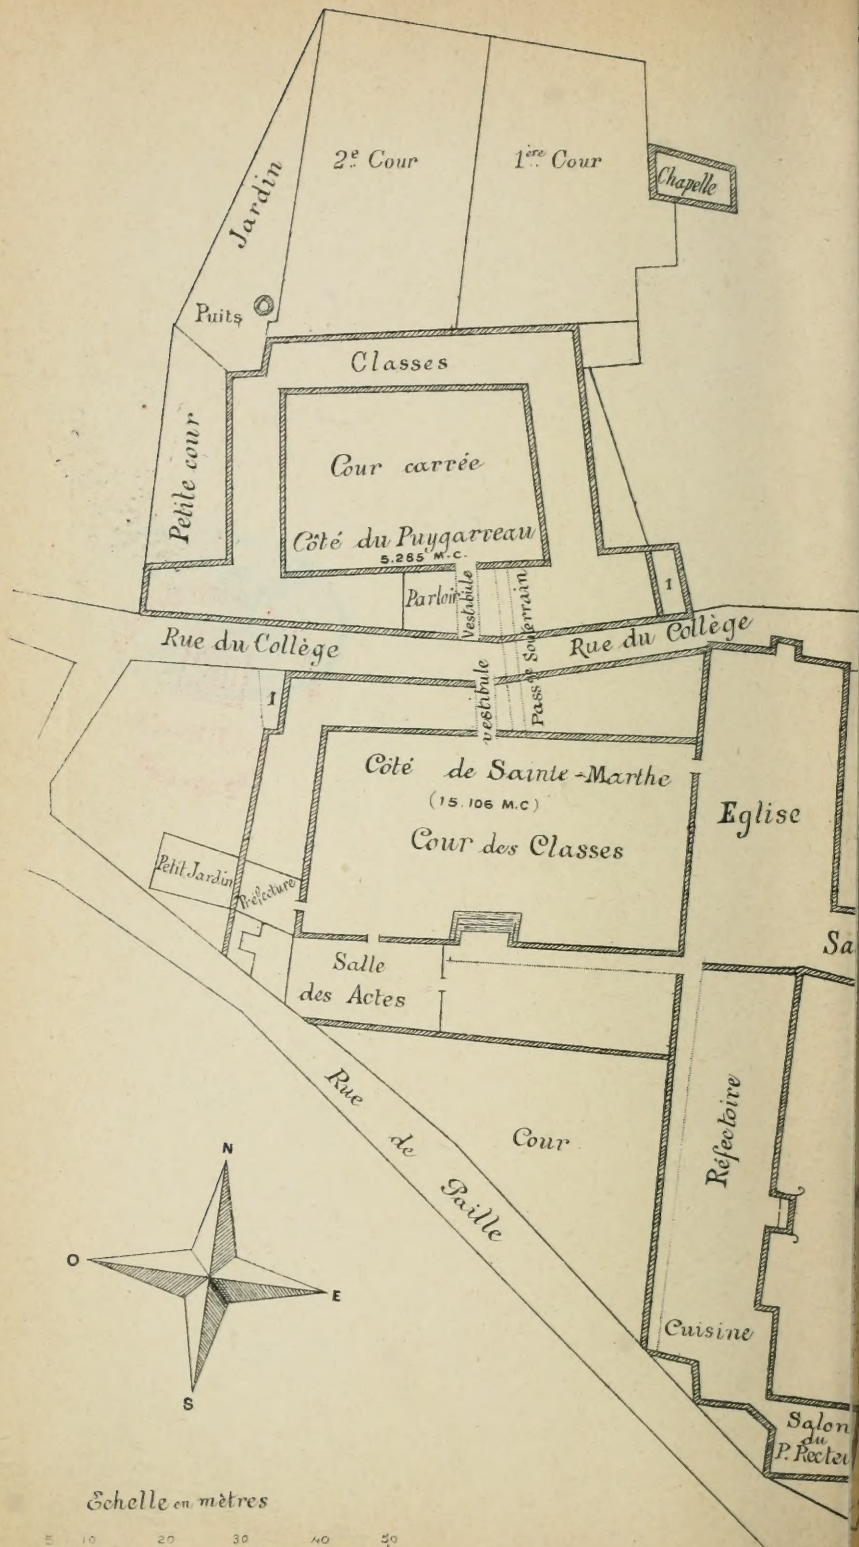 2e Cour
1ère Cour
Chapelle
Jardin
Puits
Classes
Petite cour
Cour carrée
Côté du Puygarreau
5.285 M.C.
Parloir
Vestibule
Pass. Souterrain
1
Rue du Collège
Rue du Collège
1
vestibule
Côté de Sainte-Marthe
(15.106 M.C)
Cour des Classes
Eglise
Petit Jardin
Préfecture
Salle
des Actes
Sa
Rue de Paille
Cour
Réfectoire
Cuisine
Salon
du
P. Recteu
N
O
E
S
Echelle en mètres
5 10 20 30 40 50